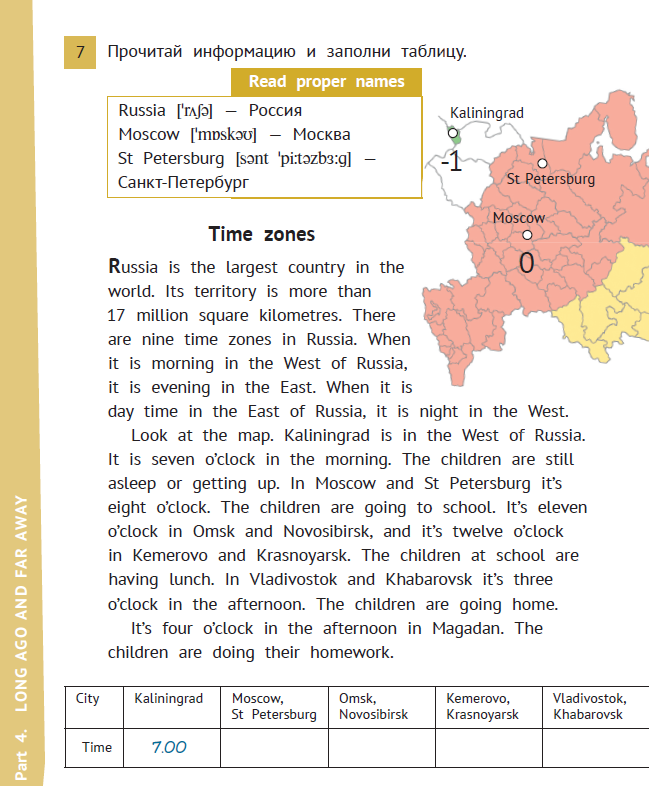 7 Прочитай информацию и заполни таблицу.
Read proper names
Russia [ˈrʌʃə] — Россия
Moscow [ˈmɒskəʊ] — Москва
St Petersburg [sənt ˈpiːtəzbɜːg] —
Санкт-Петербург
Kaliningrad
-1
St Petersburg
Moscow
0
Time zones
Russia is the largest country in the
world. Its territory is more than
17 million square kilometres. There
are nine time zones in Russia. When
it is morning in the West of Russia,
it is evening in the East. When it is
day time in the East of Russia, it is night in the West.
Look at the map. Kaliningrad is in the West of Russia.
It is seven o’clock in the morning. The children are still
asleep or getting up. In Moscow and St Petersburg it’s
eight o’clock. The children are going to school. It’s eleven
o’clock in Omsk and Novosibirsk, and it’s twelve o’clock
in Kemerovo and Krasnoyarsk. The children at school are
having lunch. In Vladivostok and Khabarovsk it’s three
o’clock in the afternoon. The children are going home.
It’s four o’clock in the afternoon in Magadan. The
children are doing their homework.
City Kaliningrad Moscow, St Petersburg Omsk, Novosibirsk Kemerovo, Krasnoyarsk Vladivostok, Khabarovsk
Time 7.00
Part 4. LONG AGO AND FAR AWAY